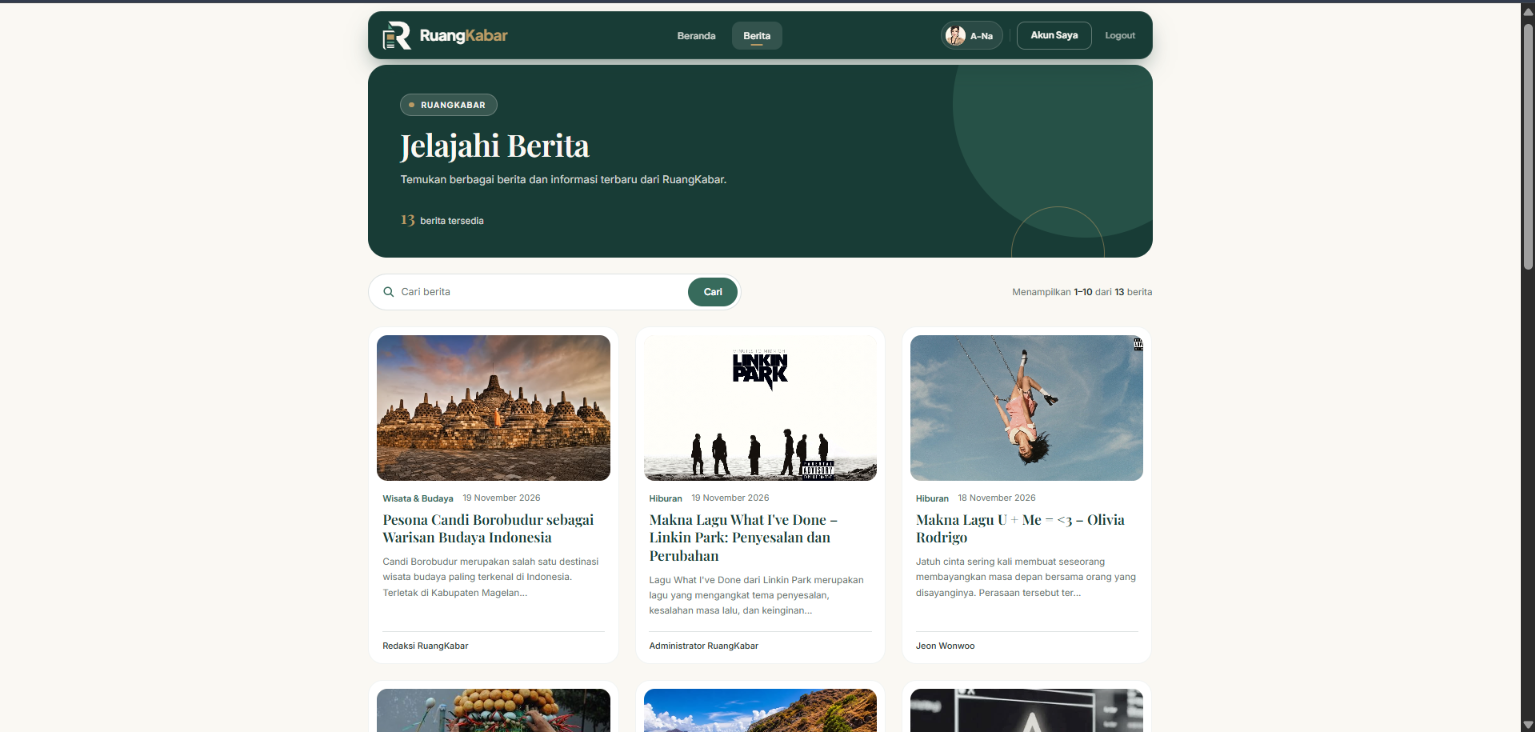 RuangKabar
Beranda
Berita
A-Na
Akun Saya
Logout
RUANGKABAR
Jelajahi Berita
Temukan berbagai berita dan informasi terbaru dari RuangKabar.
13 berita tersedia
Cari berita
Cari
Menampilkan 1–10 dari 13 berita
LINKIN
PARK
Wisata & Budaya 19 November 2026
Pesona Candi Borobudur sebagai
Warisan Budaya Indonesia
Candi Borobudur merupakan salah satu destinasi
wisata budaya paling terkenal di Indonesia.
Terletak di Kabupaten Magelan...
Redaksi RuangKabar
Hiburan 19 November 2026
Makna Lagu What I've Done –
Linkin Park: Penyesalan dan
Perubahan
Lagu What I've Done dari Linkin Park merupakan
lagu yang mengangkat tema penyesalan,
kesalahan masa lalu, dan keinginan...
Administrator RuangKabar
Hiburan 18 November 2026
Makna Lagu U + Me = <3 – Olivia
Rodrigo
Jatuh cinta sering kali membuat seseorang
membayangkan masa depan bersama orang yang
disayanginya. Perasaan tersebut ter...
Jeon Wonwoo